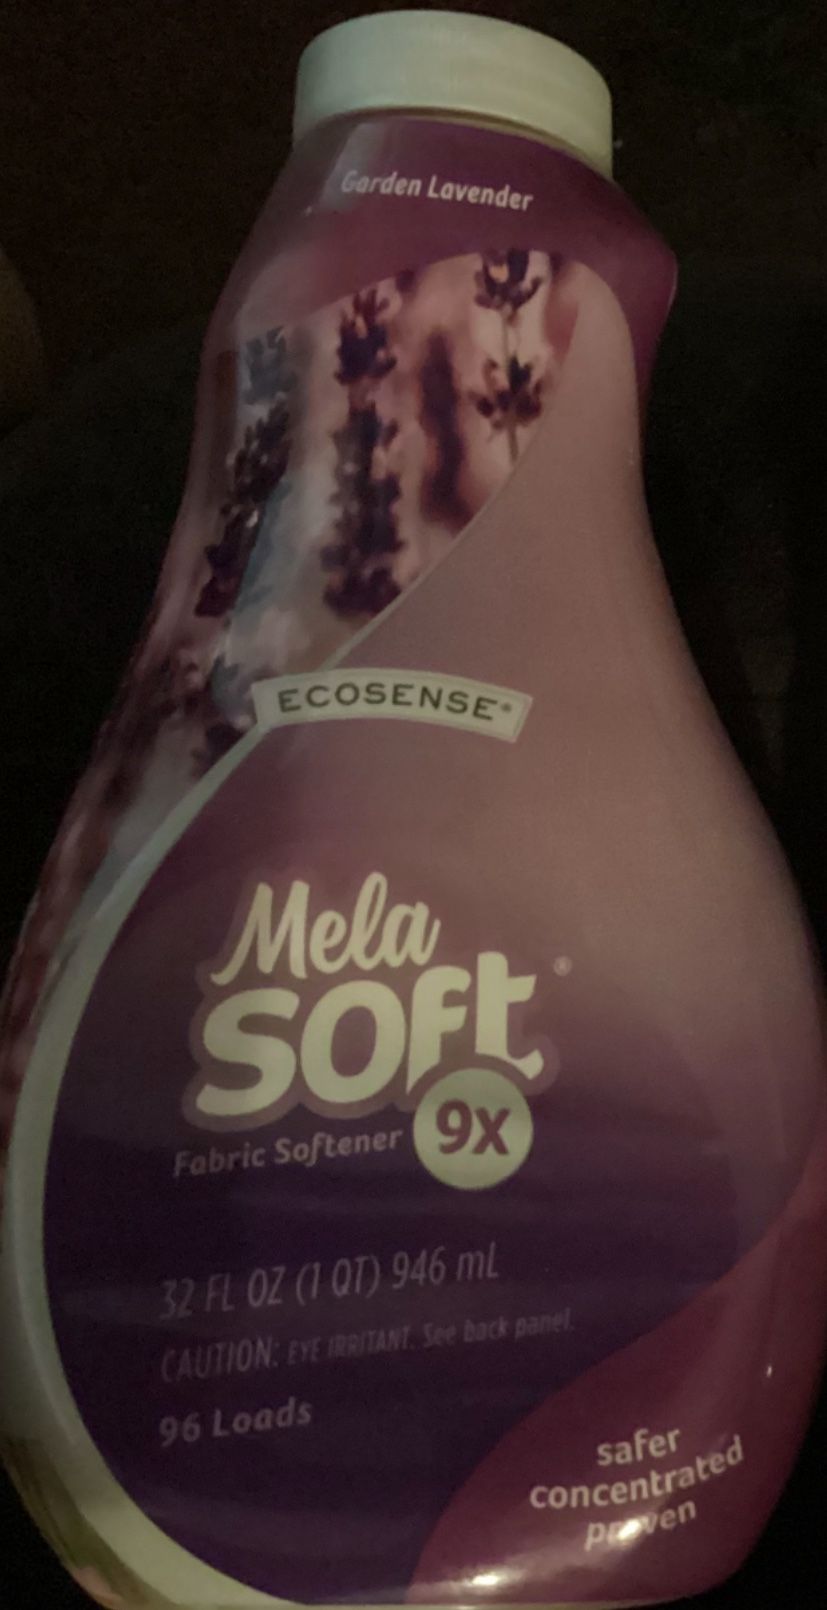 Garden Lavender
ECOSENSE®
Mela
SOFt®
Fabric Softener 9X
32 FL OZ (1 QT) 946 mL
CAUTION: EYE IRRITANT. See back panel.
96 Loads
safer
concentrated
proven